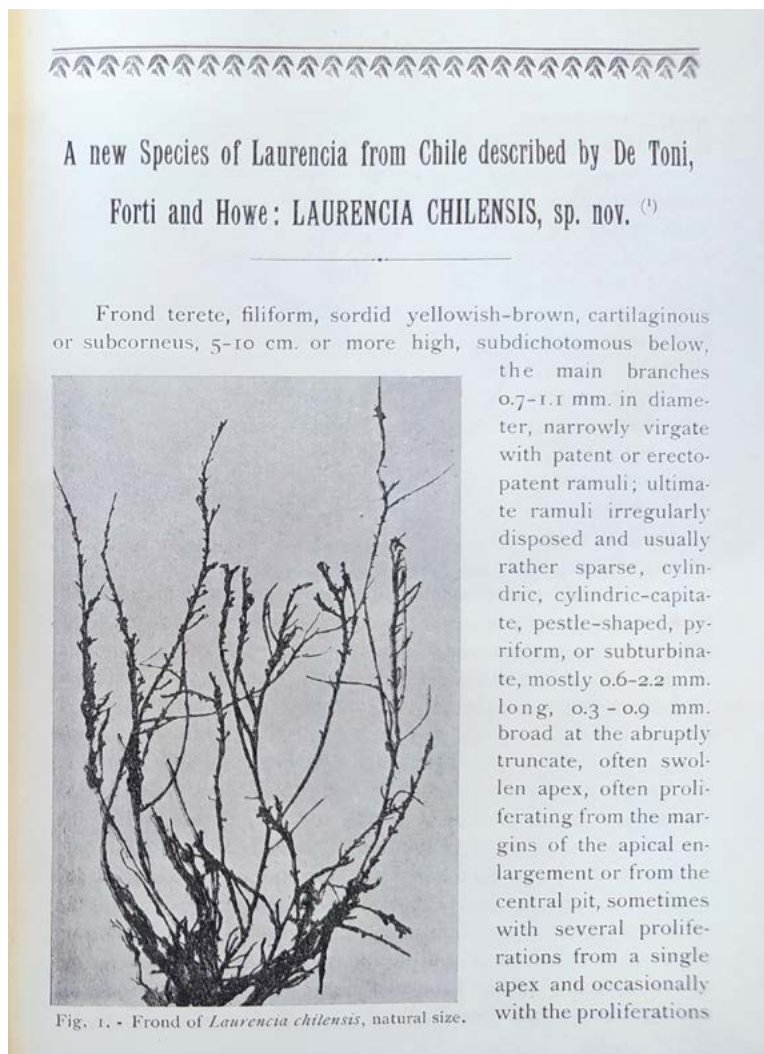 A new Species of Laurencia from Chile described by De Toni,
Forti and Howe: LAURENCIA CHILENSIS, sp. nov. (1)
Frond terete, filiform, sordid yellowish-brown, cartilaginous
or subcorneus, 5-10 cm. or more high, subdichotomous below,
the main branches
0.7-1.1 mm. in diame-
ter, narrowly virgate
with patent or erecto-
patent ramuli; ultima-
te ramuli irregularly
disposed and usually
rather sparse, cylin-
dric, cylindric-capita-
te, pestle-shaped, py-
riform, or subturbina-
te, mostly 0.6-2.2 mm.
long, 0.3 - 0.9 mm.
broad at the abruptly
truncate, often swol-
len apex, often proli-
ferating from the mar-
gins of the apical en-
largement or from the
central pit, sometimes
with several prolife-
rations from a single
apex and occasionally
with the proliferations
Fig. 1. - Frond of Laurencia chilensis, natural size.